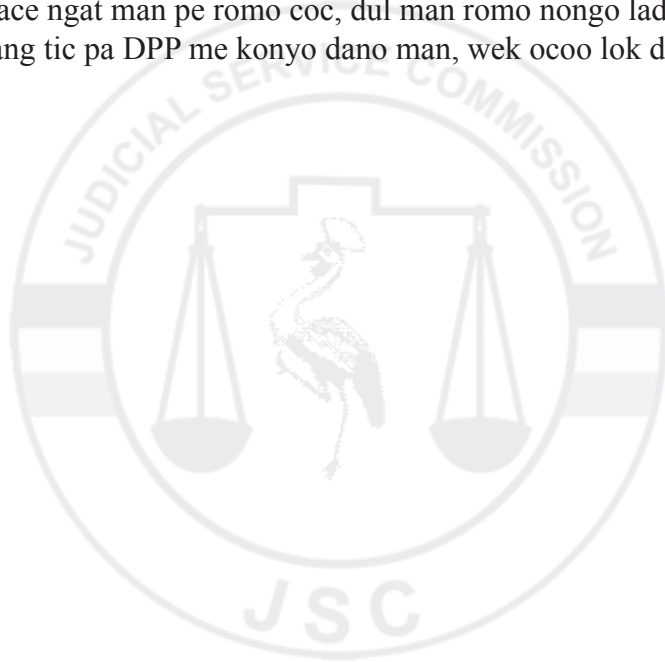 ace ngat man pe romo coc, dul man romo nongo lad
ang tic pa DPP me konyo dano man, wek ocoo lok d
JUDICIAL SERVICE COMMISSION
JSC